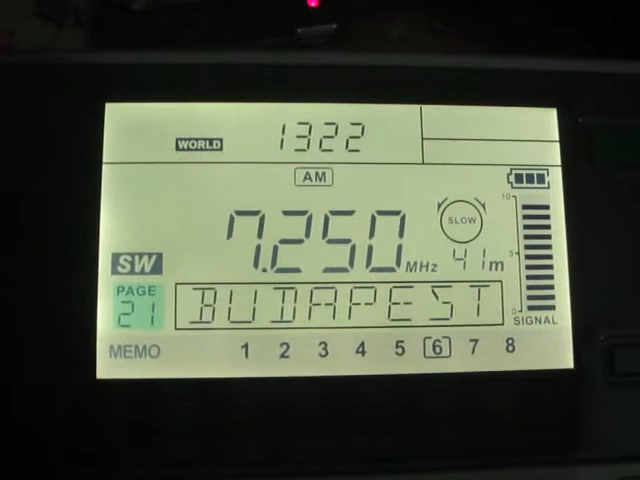 WORLD 1322
AM
10
SLOW
SW 7.250 MHz 41m 5
PAGE
21 BUDAPEST 0
SIGNAL
MEMO 1 2 3 4 5 6 7 8